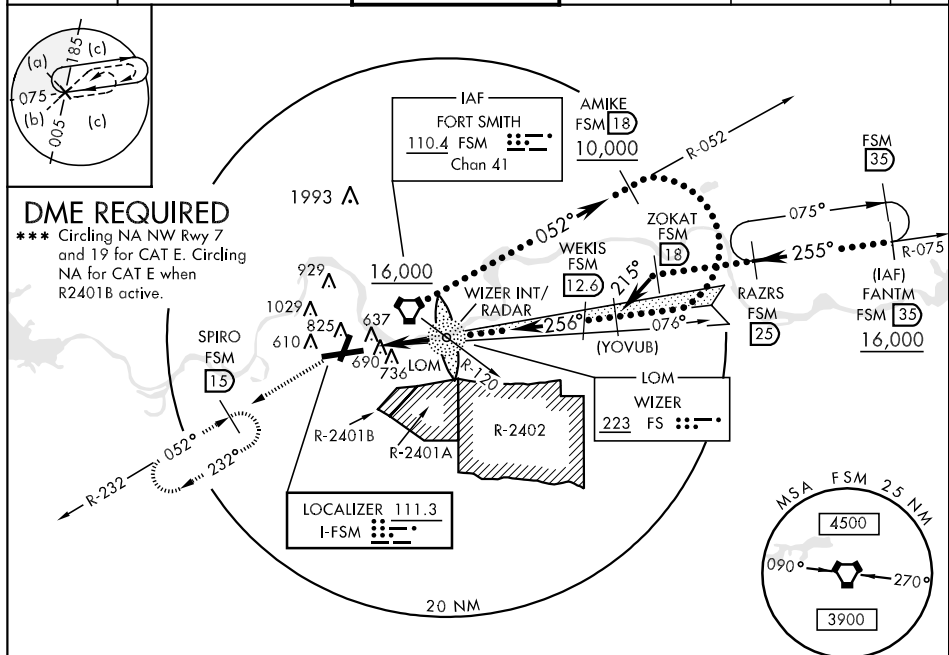 (a)
(c)
185
075
(b)
(c)
005
DME REQUIRED
*** Circling NA NW Rwy 7
and 19 for CAT E. Circling
NA for CAT E when
R2401B active.
IAF
FORT SMITH
110.4 FSM
Chan 41
AMIKE
FSM 18
10,000
R-052
FSM
35
1993
052°
ZOKAT
FSM
18
075°
255°
R-075
WEKIS
FSM
12.6
215°
(IAF)
FANTM
FSM 35
16,000
RAZRS
FSM
25
16,000
WIZER INT/
RADAR
929
1029
825
637
610
690
736
256°
076°
(YOVUB)
LOM
R-120
SPIRO
FSM
15
LOM
WIZER
223 FS
R-2401B
R-2401A
R-2402
052°
232°
R-232
LOCALIZER 111.3
I-FSM
20 NM
MSA FSM 25 NM
4500
090°
270°
3900